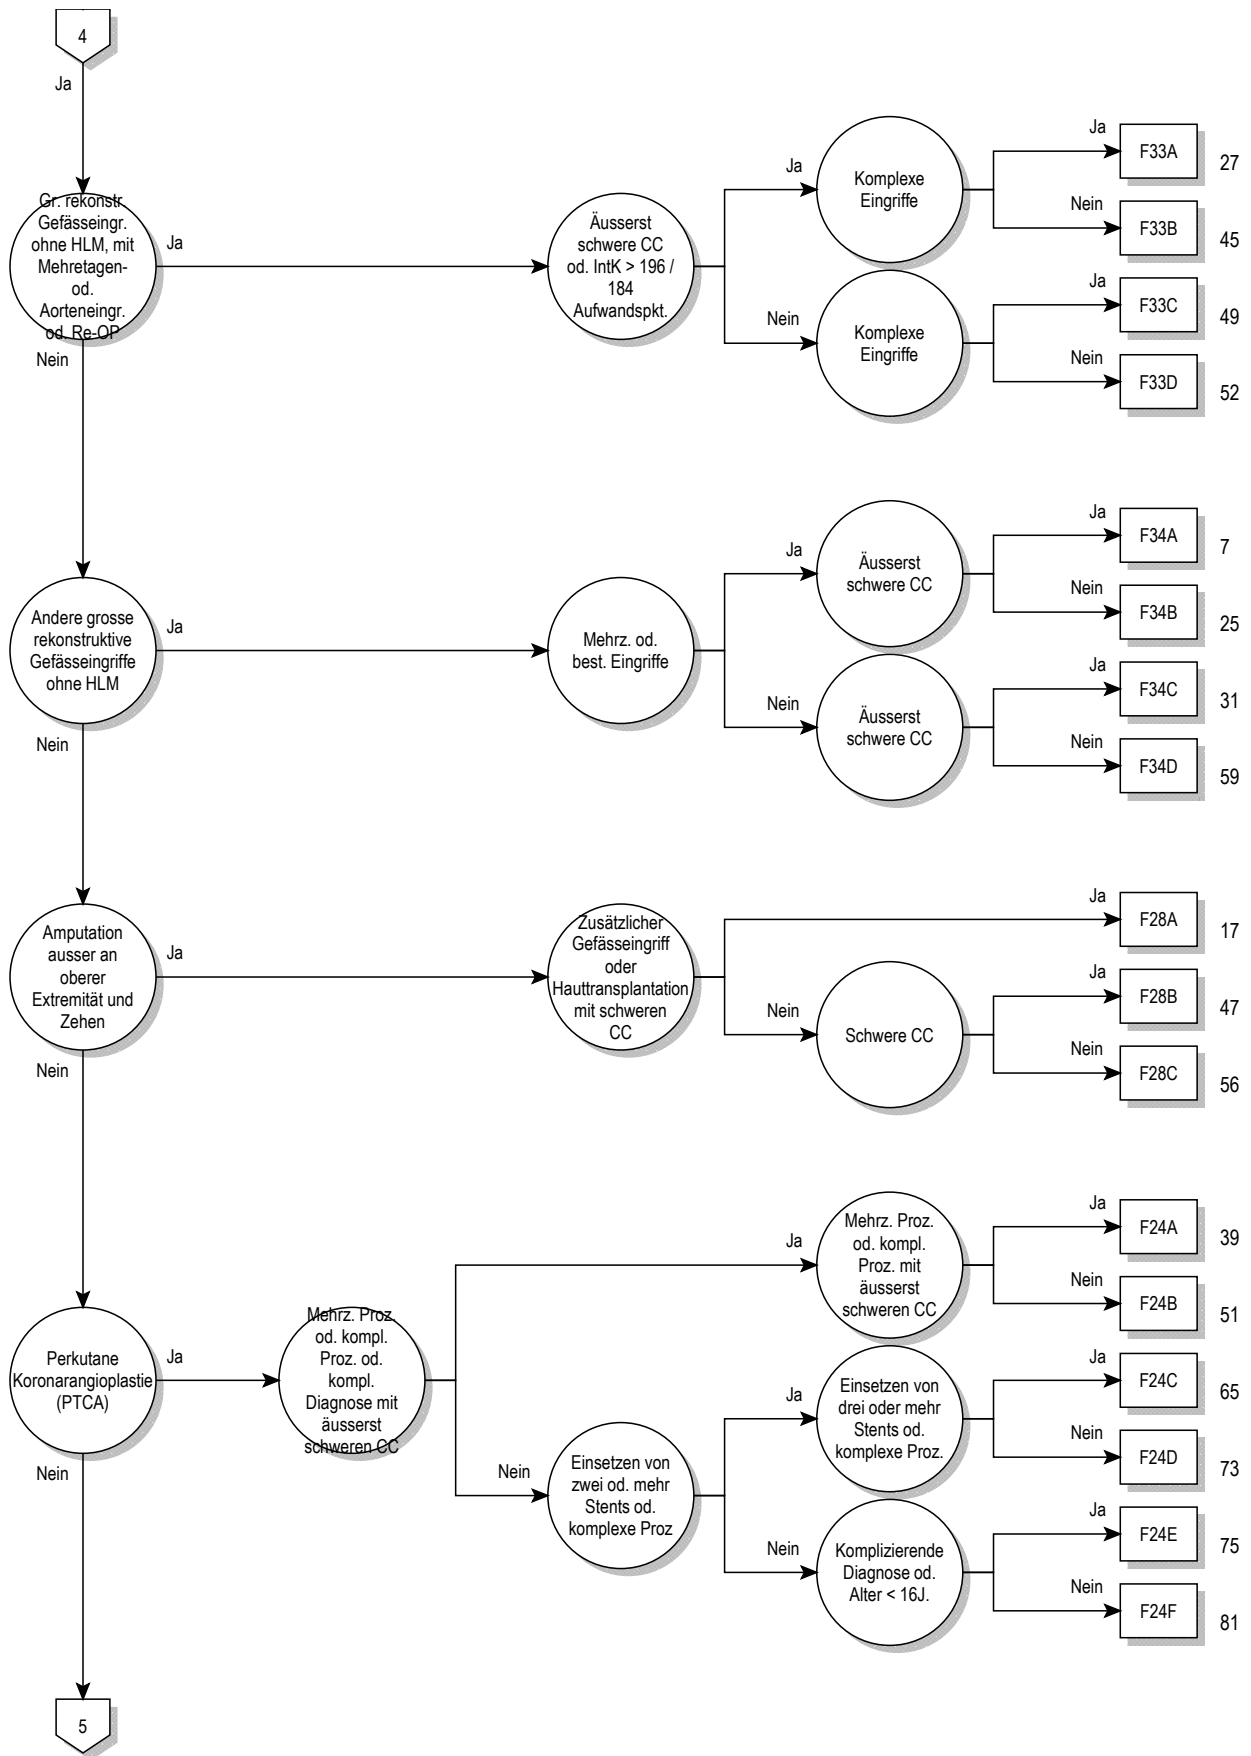 4
Ja
Gr. rekonstr.
Gefässeingr.
ohne HLM, mit
Mehretagen-
od.
Aorteneingr.
od. Re-OP
Ja
Nein
Äusserst
schwere CC
od. IntK > 196 /
184
Aufwandspkt.
Ja
Komplexe
Eingriffe
Ja
F33A
27
Nein
F33B
45
Nein
Komplexe
Eingriffe
Ja
F33C
49
Nein
F33D
52
Andere grosse
rekonstruktive
Gefässeingriffe
ohne HLM
Ja
Nein
Mehrz. od.
best. Eingriffe
Ja
Äusserst
schwere CC
Ja
F34A
7
Nein
F34B
25
Nein
Äusserst
schwere CC
Ja
F34C
31
Nein
F34D
59
Amputation
ausser an
oberer
Extremität und
Zehen
Ja
Nein
Zusätzlicher
Gefässeingriff
oder
Hauttransplantation
mit schweren
CC
Ja
F28A
17
Nein
Schwere CC
Ja
F28B
47
Nein
F28C
56
Perkutane
Koronarangioplastie
(PTCA)
Ja
Nein
Mehrz. Proz.
od. kompl.
Proz. od.
kompl.
Diagnose mit
äusserst
schweren CC
Ja
Mehrz. Proz.
od. kompl.
Proz. mit
äusserst
schweren CC
Ja
F24A
39
Nein
F24B
51
Nein
Einsetzen von
zwei od. mehr
Stents od.
komplexe Proz
Ja
Einsetzen von
drei oder mehr
Stents od.
komplexe Proz.
Ja
F24C
65
Nein
F24D
73
Nein
Komplizierende
Diagnose od.
Alter < 16J.
Ja
F24E
75
Nein
F24F
81
5